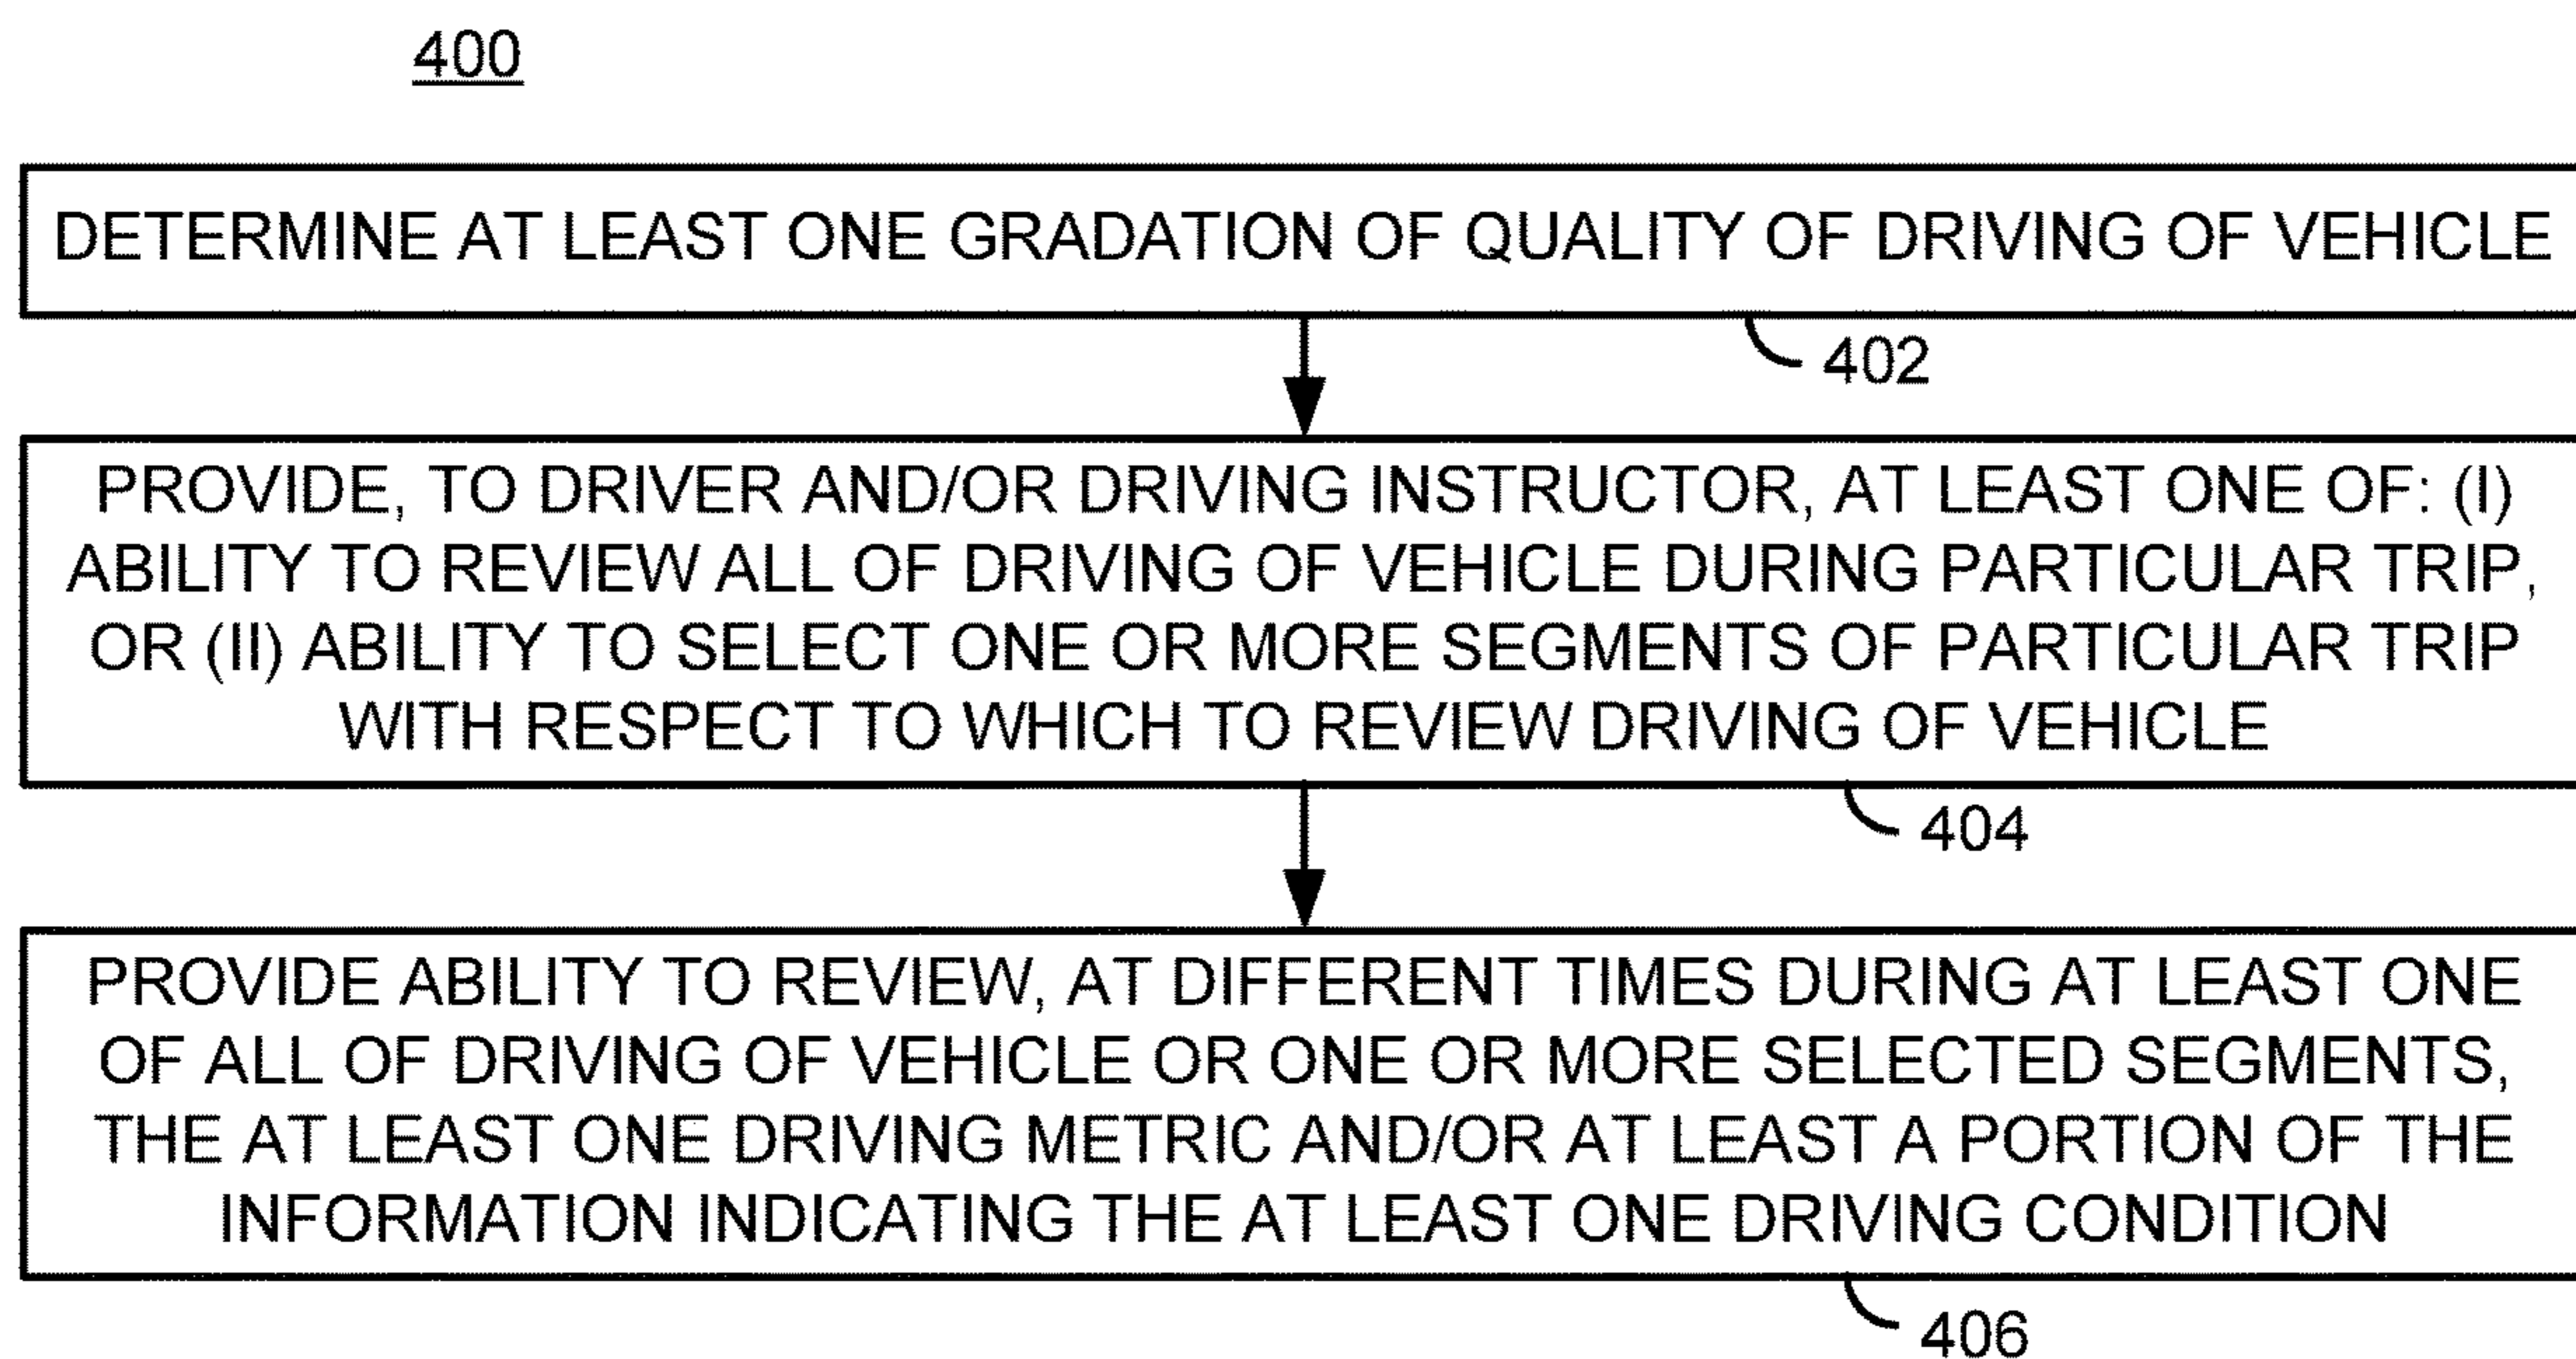 400
DETERMINE AT LEAST ONE GRADATION OF QUALITY OF DRIVING OF VEHICLE
402
PROVIDE, TO DRIVER AND/OR DRIVING INSTRUCTOR, AT LEAST ONE OF: (I)
ABILITY TO REVIEW ALL OF DRIVING OF VEHICLE DURING PARTICULAR TRIP,
OR (II) ABILITY TO SELECT ONE OR MORE SEGMENTS OF PARTICULAR TRIP
WITH RESPECT TO WHICH TO REVIEW DRIVING OF VEHICLE
404
PROVIDE ABILITY TO REVIEW, AT DIFFERENT TIMES DURING AT LEAST ONE
OF ALL OF DRIVING OF VEHICLE OR ONE OR MORE SELECTED SEGMENTS,
THE AT LEAST ONE DRIVING METRIC AND/OR AT LEAST A PORTION OF THE
INFORMATION INDICATING THE AT LEAST ONE DRIVING CONDITION
406